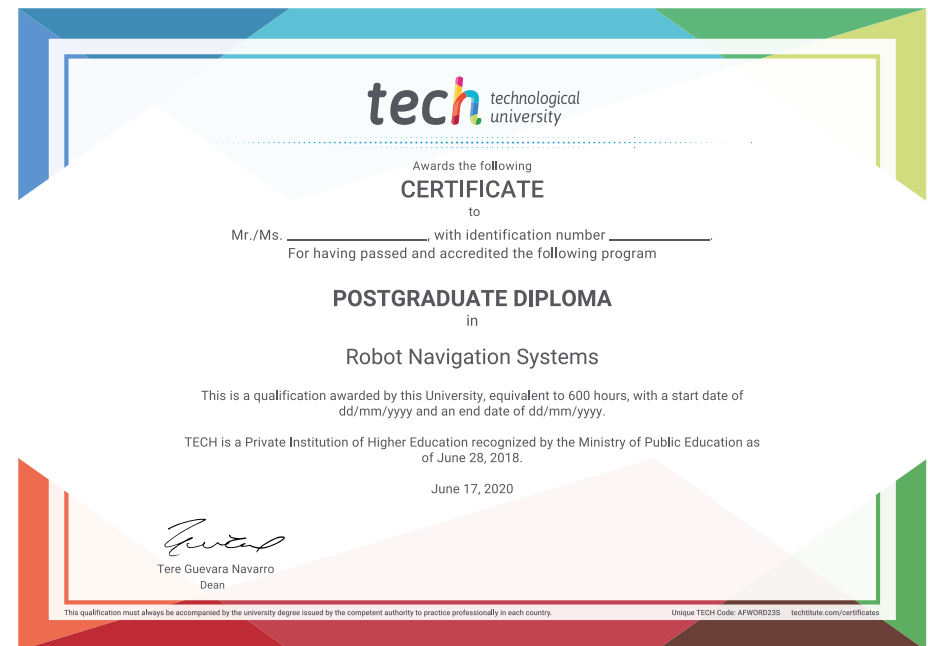 tech technological
university
Awards the following
CERTIFICATE
to
Mr./Ms. ____________________, with identification number ______________.
For having passed and accredited the following program
POSTGRADUATE DIPLOMA
in
Robot Navigation Systems
This is a qualification awarded by this University, equivalent to 600 hours, with a start date of
dd/mm/yyyy and an end date of dd/mm/yyyy.
TECH is a Private Institution of Higher Education recognized by the Ministry of Public Education as
of June 28, 2018.
June 17, 2020
Tere Guevara Navarro
Dean
This qualification must always be accompanied by the university degree issued by the competent authority to practice professionally in each country. Unique TECH Code: AFWORD23S techtitute.com/certificates